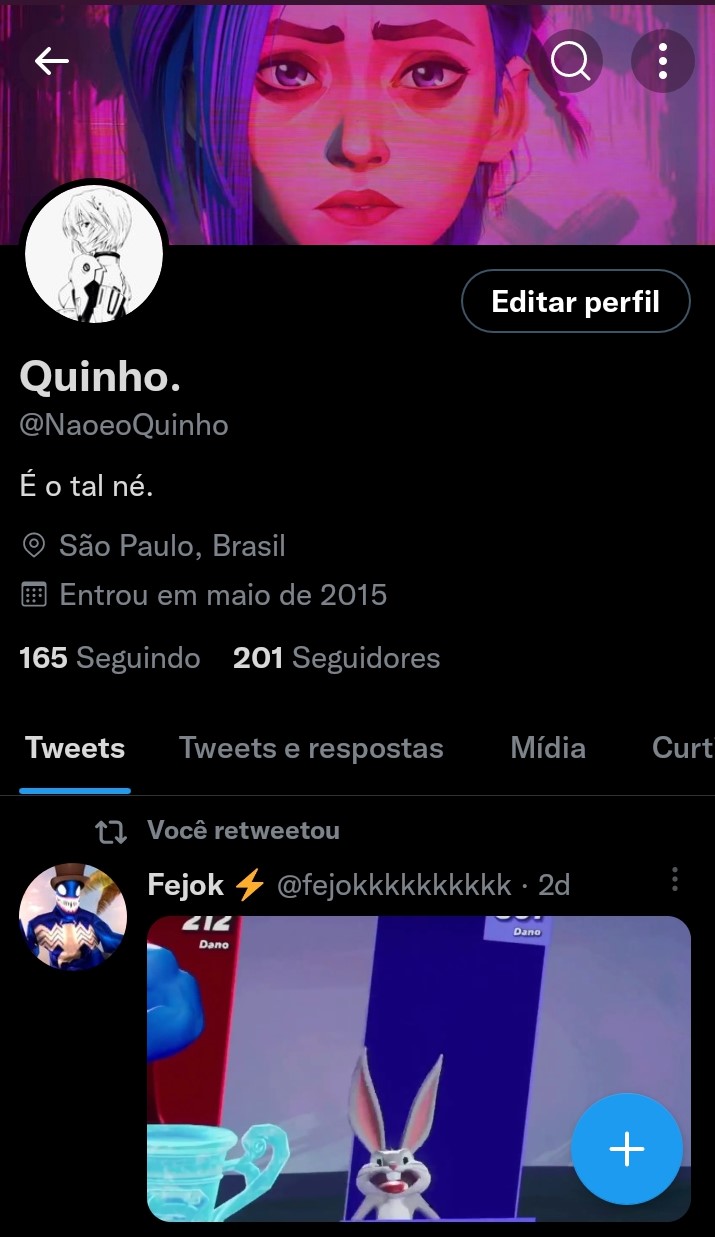 Editar perfil
Quinho.
@NaoeoQuinho
É o tal né.
São Paulo, Brasil
Entrou em maio de 2015
165 Seguindo 201 Seguidores
Tweets Tweets e respostas Mídia Curt
Você retweetou
Fejok ⚡ @fejokkkkkkkkkk · 2d
212
Dano
Dano